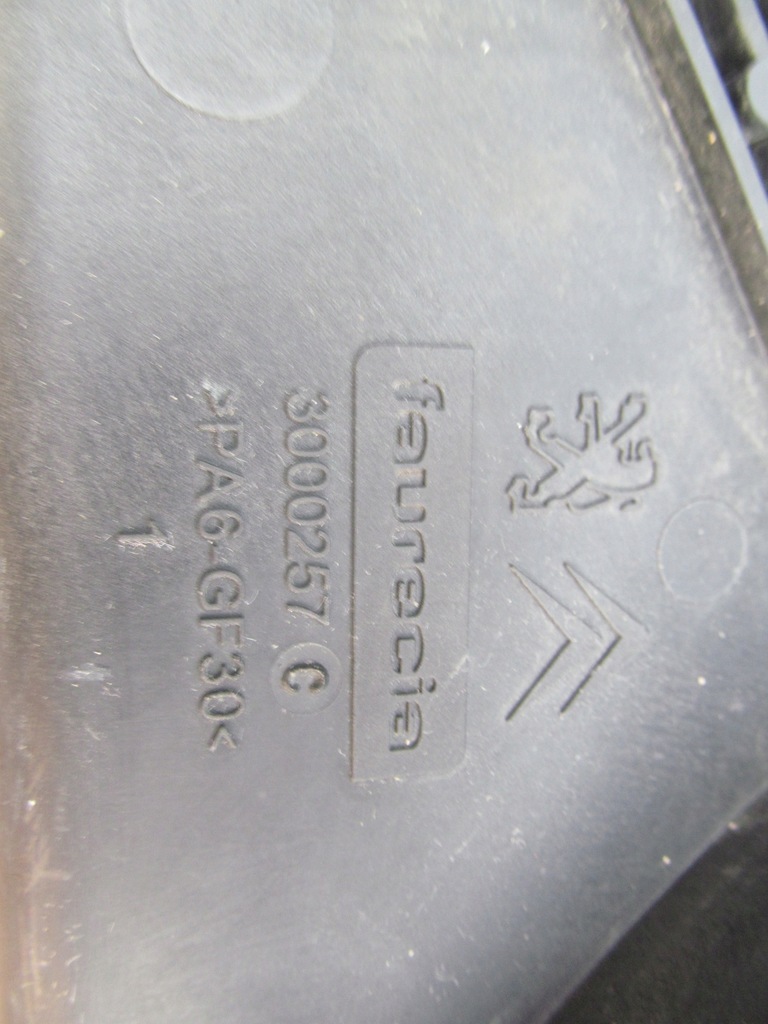 faurecia
3000257 C
>PA6-GF30<
1